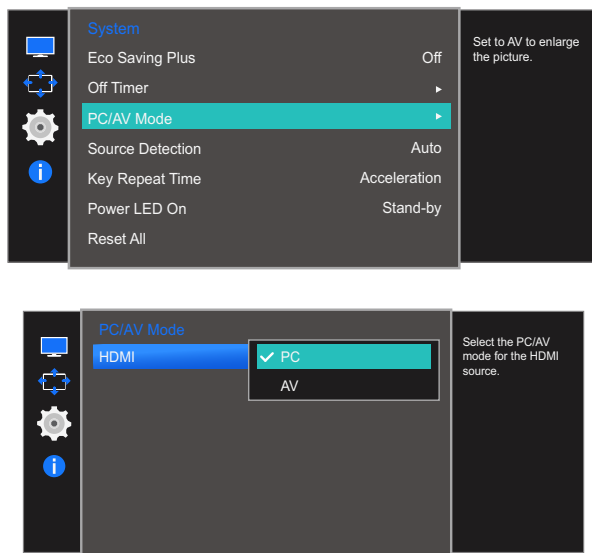 System
Eco Saving Plus Off
Off Timer
PC/AV Mode
Source Detection Auto
Key Repeat Time Acceleration
Power LED On Stand-by
Reset All
Set to AV to enlarge
the picture.
PC/AV Mode
HDMI PC
AV
Select the PC/AV
mode for the HDMI
source.